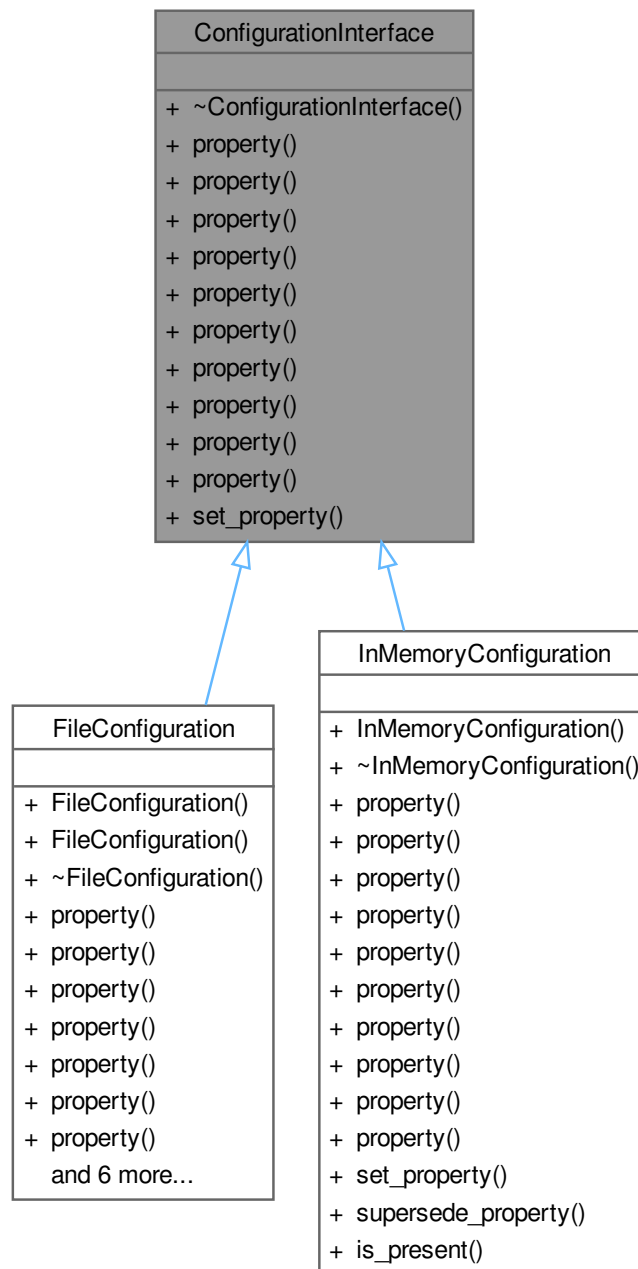 ConfigurationInterface
+ ~ConfigurationInterface()
+ property()
+ property()
+ property()
+ property()
+ property()
+ property()
+ property()
+ property()
+ property()
+ property()
+ set_property()
FileConfiguration
+ FileConfiguration()
+ FileConfiguration()
+ ~FileConfiguration()
+ property()
+ property()
+ property()
+ property()
+ property()
+ property()
+ property()
and 6 more...
InMemoryConfiguration
+ InMemoryConfiguration()
+ ~InMemoryConfiguration()
+ property()
+ property()
+ property()
+ property()
+ property()
+ property()
+ property()
+ property()
+ property()
+ property()
+ set_property()
+ supersede_property()
+ is_present()